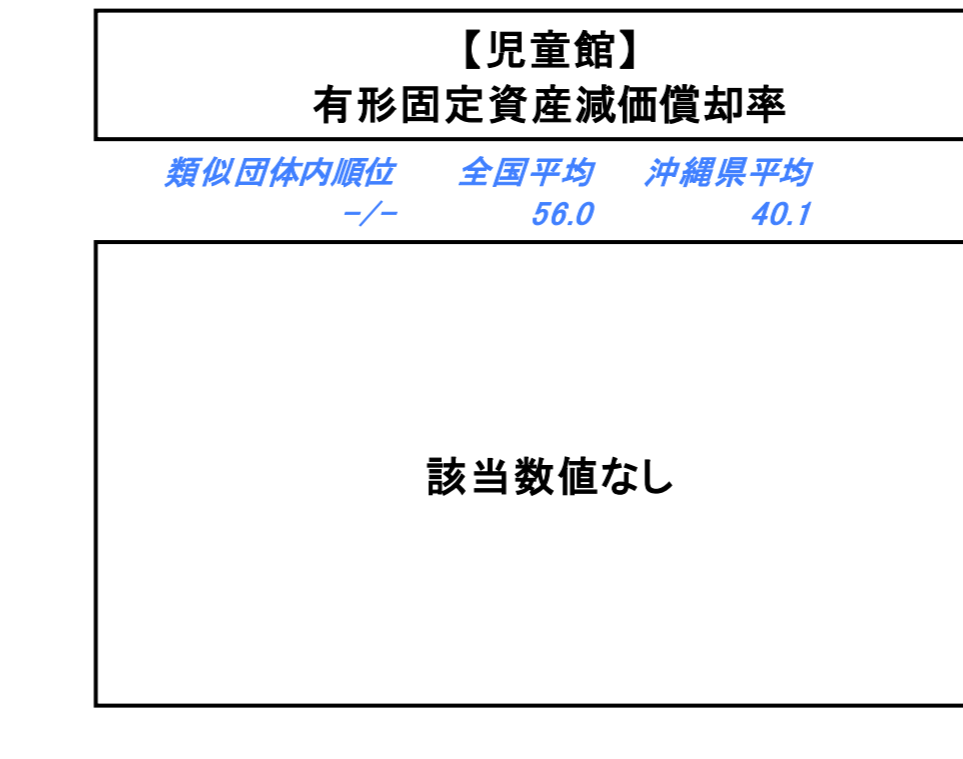 【児童館】
有形固定資産減価償却率
類似団体内順位 全国平均 沖縄県平均
-/- 56.0 40.1
該当数値なし